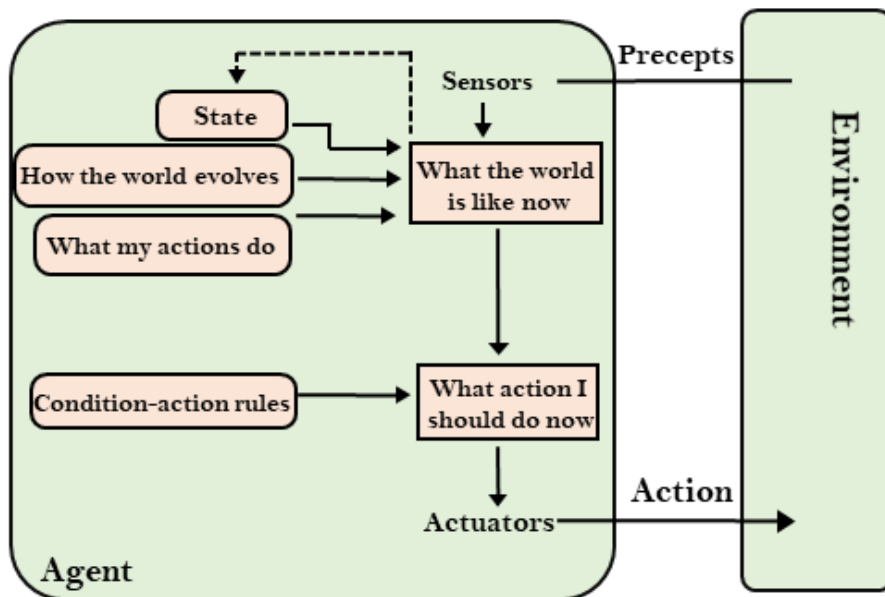 Precepts
Sensors
State
How the world evolves
What my actions do
What the world
is like now
Environment
Condition-action rules
What action I
should do now
Actuators
Action
Agent